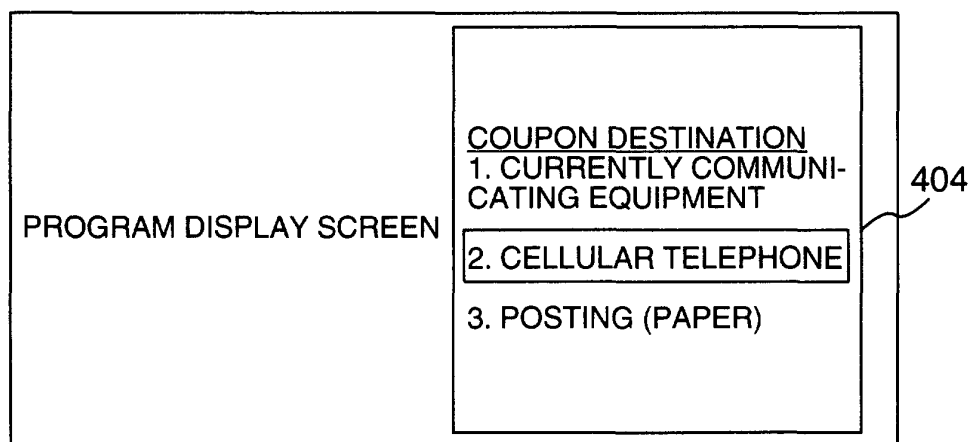 PROGRAM DISPLAY SCREEN
COUPON DESTINATION
1. CURRENTLY COMMUNI-
CATING EQUIPMENT
2. CELLULAR TELEPHONE
3. POSTING (PAPER)
404